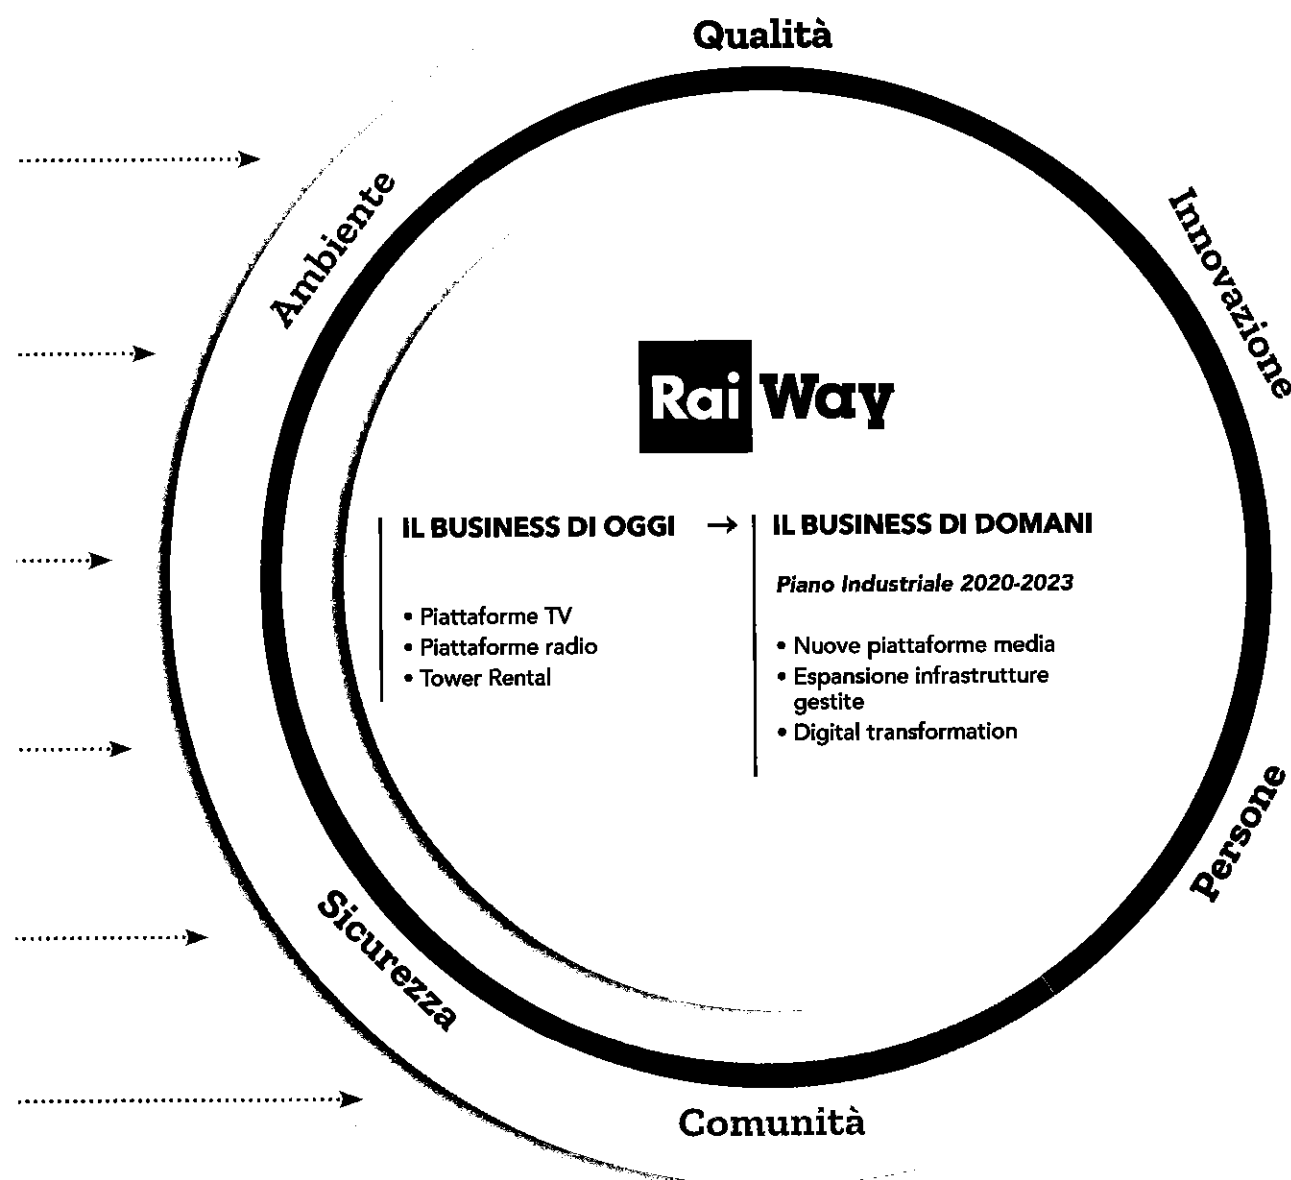 Qualità
Ambiente
Innovazione
Rai Way
IL BUSINESS DI OGGI → IL BUSINESS DI DOMANI
Piano Industriale 2020-2023
• Piattaforme TV
• Piattaforme radio
• Tower Rental
• Nuove piattaforme media
• Espansione infrastrutture
gestite
• Digital transformation
Persone
Sicurezza
Comunità